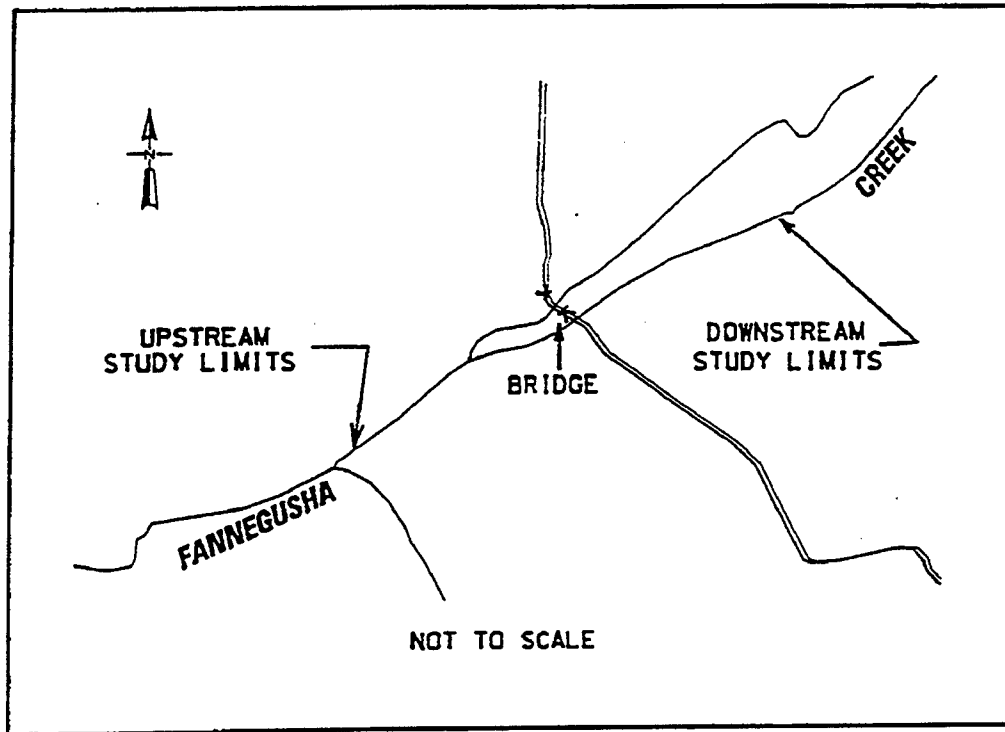 N
CREEK
UPSTREAM
STUDY LIMITS
DOWNSTREAM
STUDY LIMITS
BRIDGE
FANNEGUSHA
NOT TO SCALE